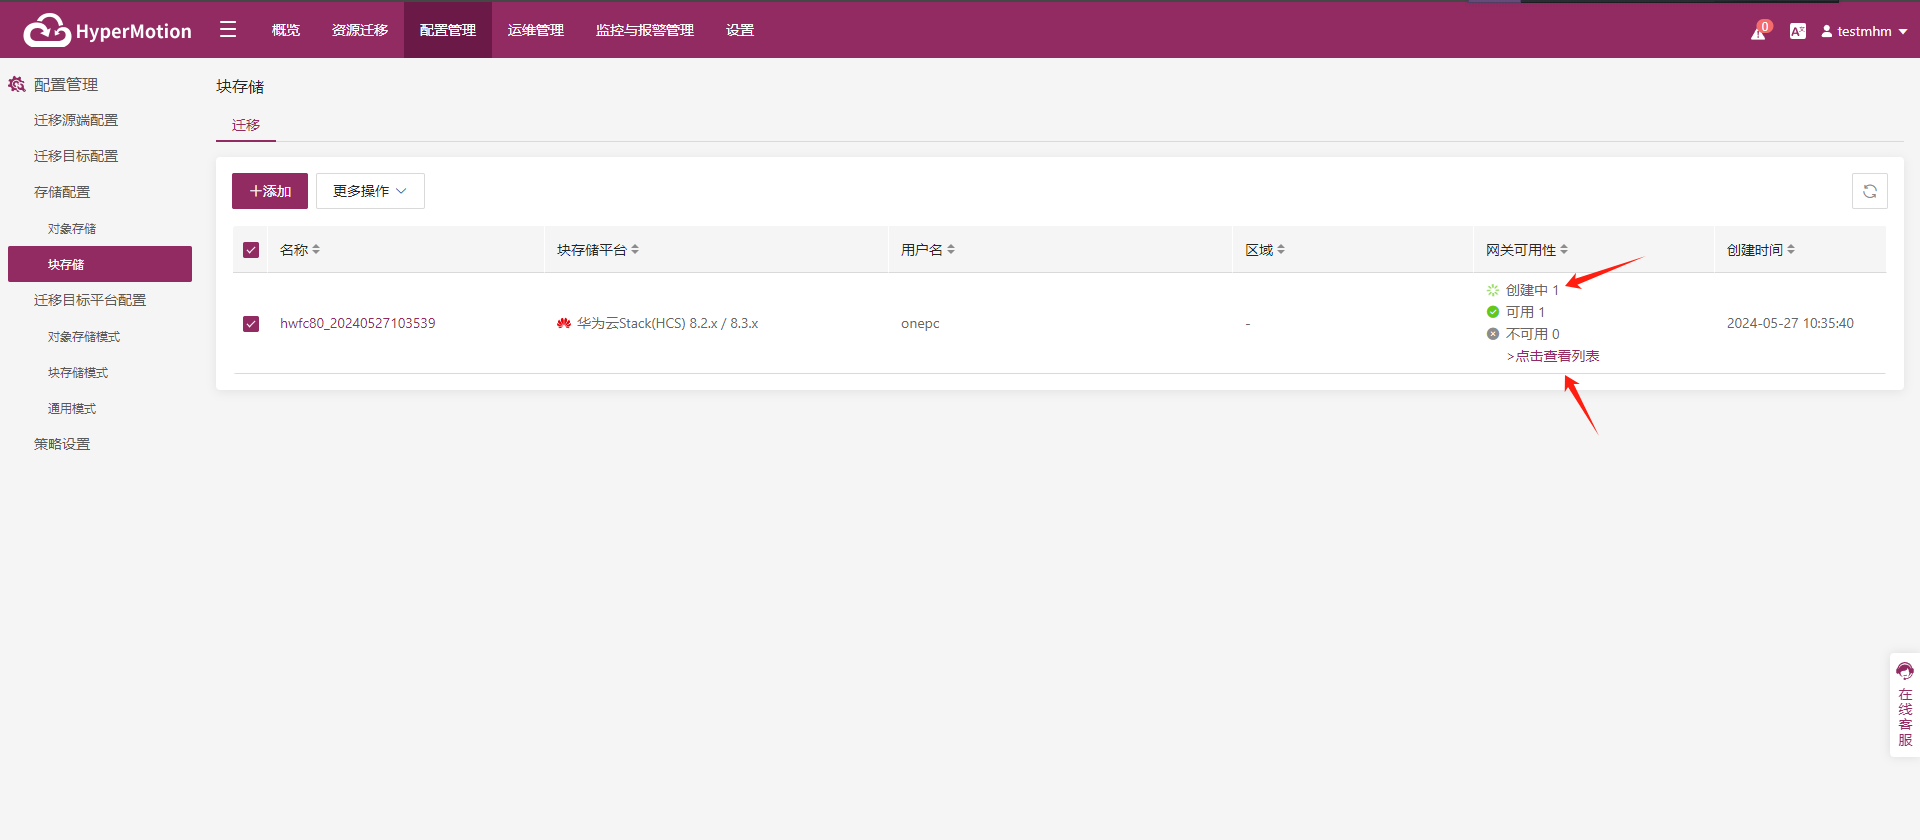 HyperMotion
概览
资源迁移
配置管理
运维管理
监控与报警管理
设置
0
testmhm
配置管理
迁移源端配置
迁移目标配置
存储配置
对象存储
块存储
迁移目标平台配置
对象存储模式
块存储模式
通用模式
策略设置
块存储
迁移
添加
更多操作
名称
块存储平台
用户名
区域
网关可用性
创建时间
hwfc80_20240527103539
华为云Stack(HCS) 8.2.x / 8.3.x
onepc
-
创建中 1
可用 1
不可用 0
>点击查看列表
2024-05-27 10:35:40
在线客服